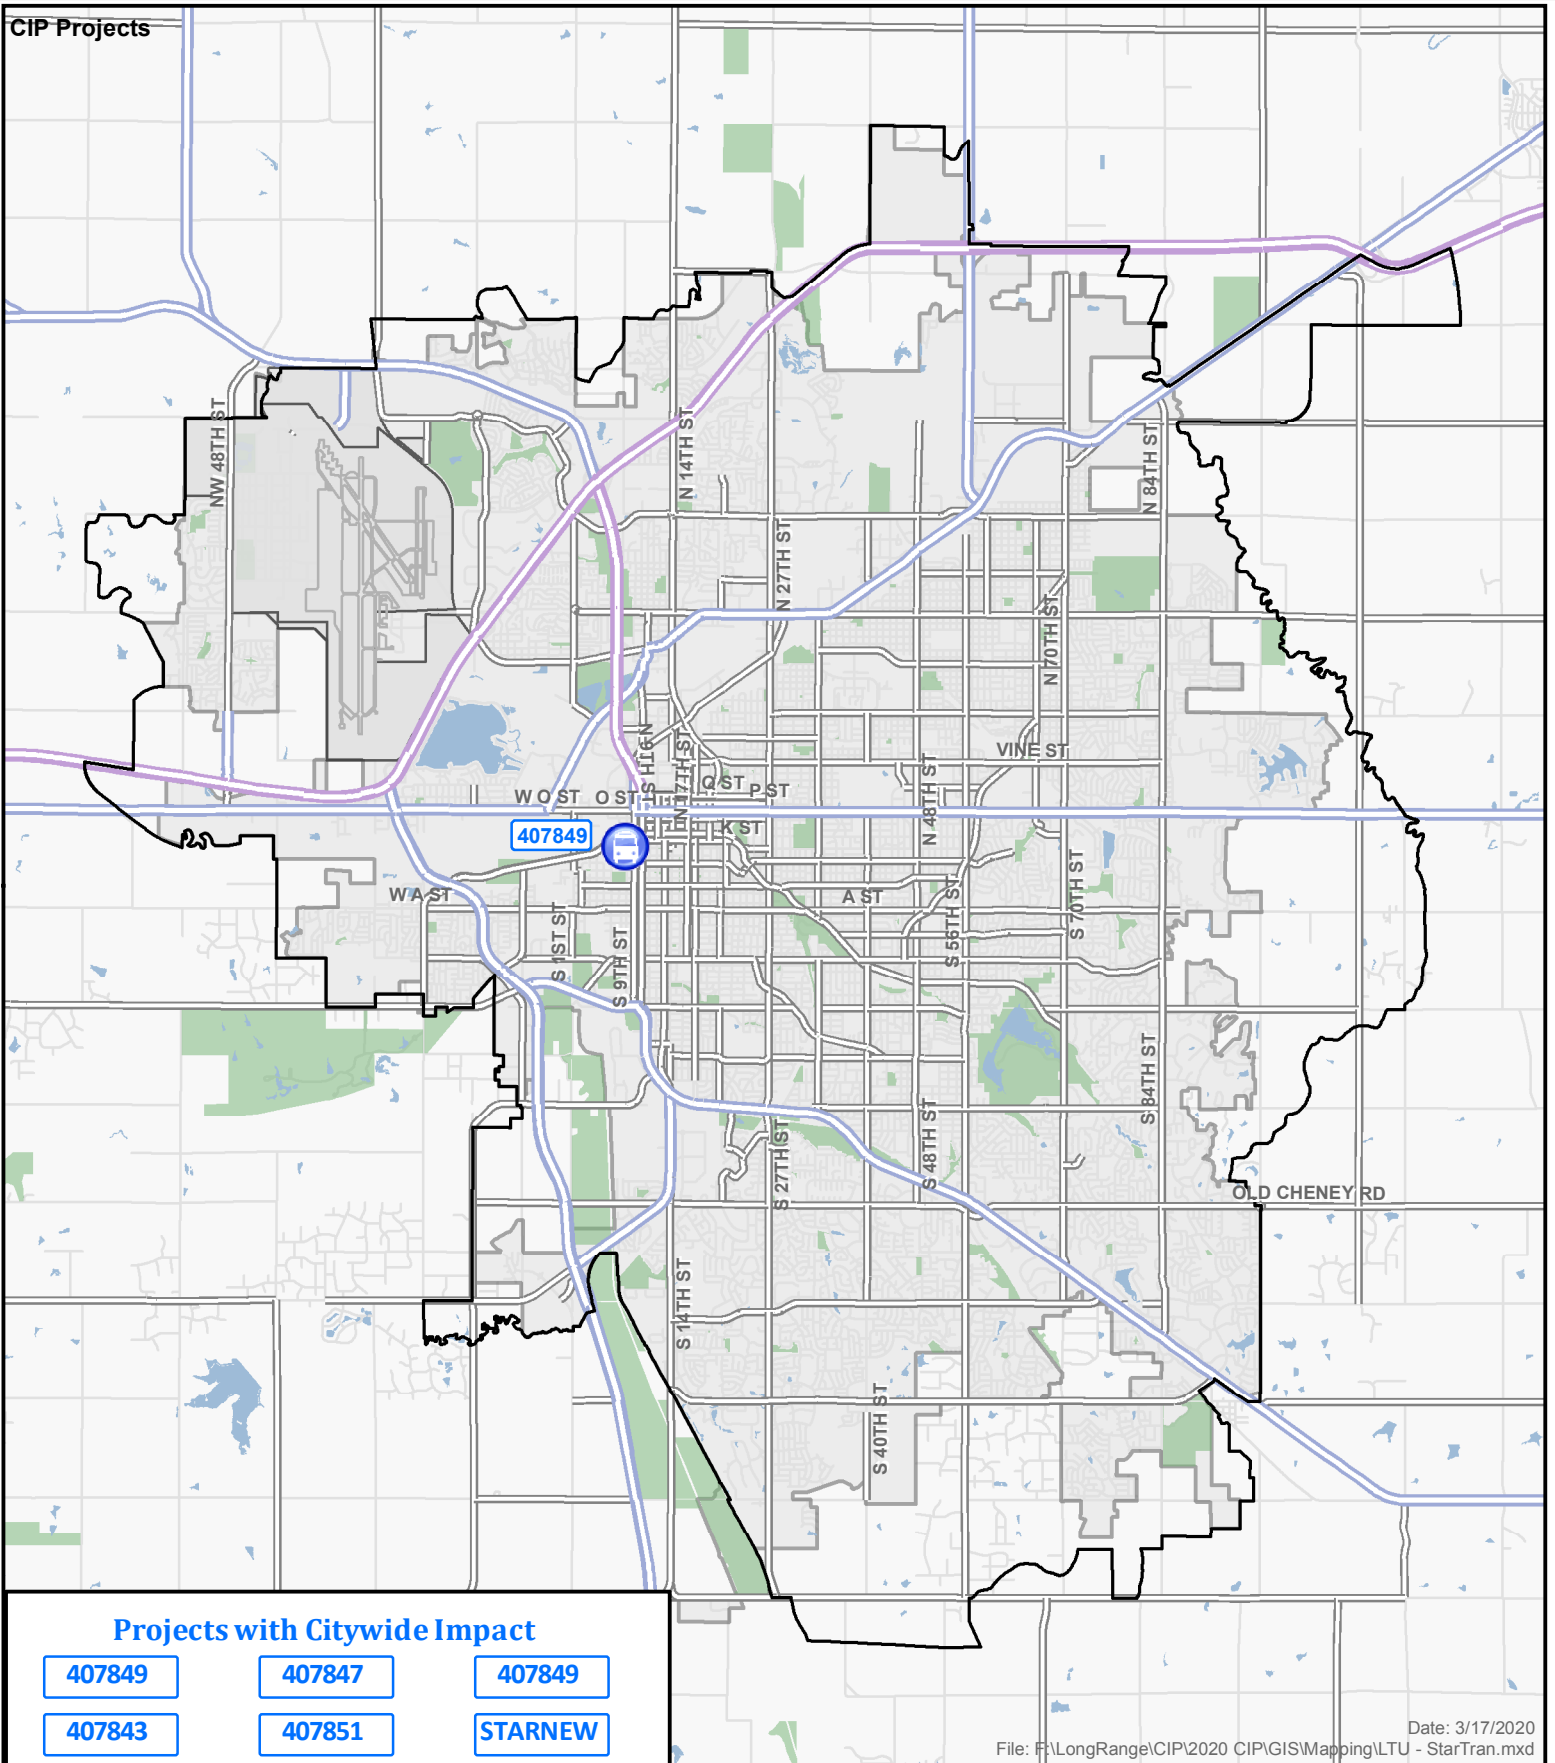 CIP Projects
NW 48TH ST
N 14TH ST
N 84TH ST
N 27TH ST
N 70TH ST
N 9TH ST
N 17TH ST
VINE ST
Q ST
P ST
W O ST
O ST
N 48TH ST
K ST
407849
W A ST
A ST
S 70TH ST
S 56TH ST
S 1ST ST
S 9TH ST
S 84TH ST
S 48TH ST
S 27TH ST
OLD CHENEY RD
S 14TH ST
S 40TH ST
Projects with Citywide Impact
407849 407847 407849
407843 407851 STARNEW
Date: 3/17/2020
File: F:\LongRange\CIP\2020 CIP\GIS\Mapping\LTU - StarTran.mxd